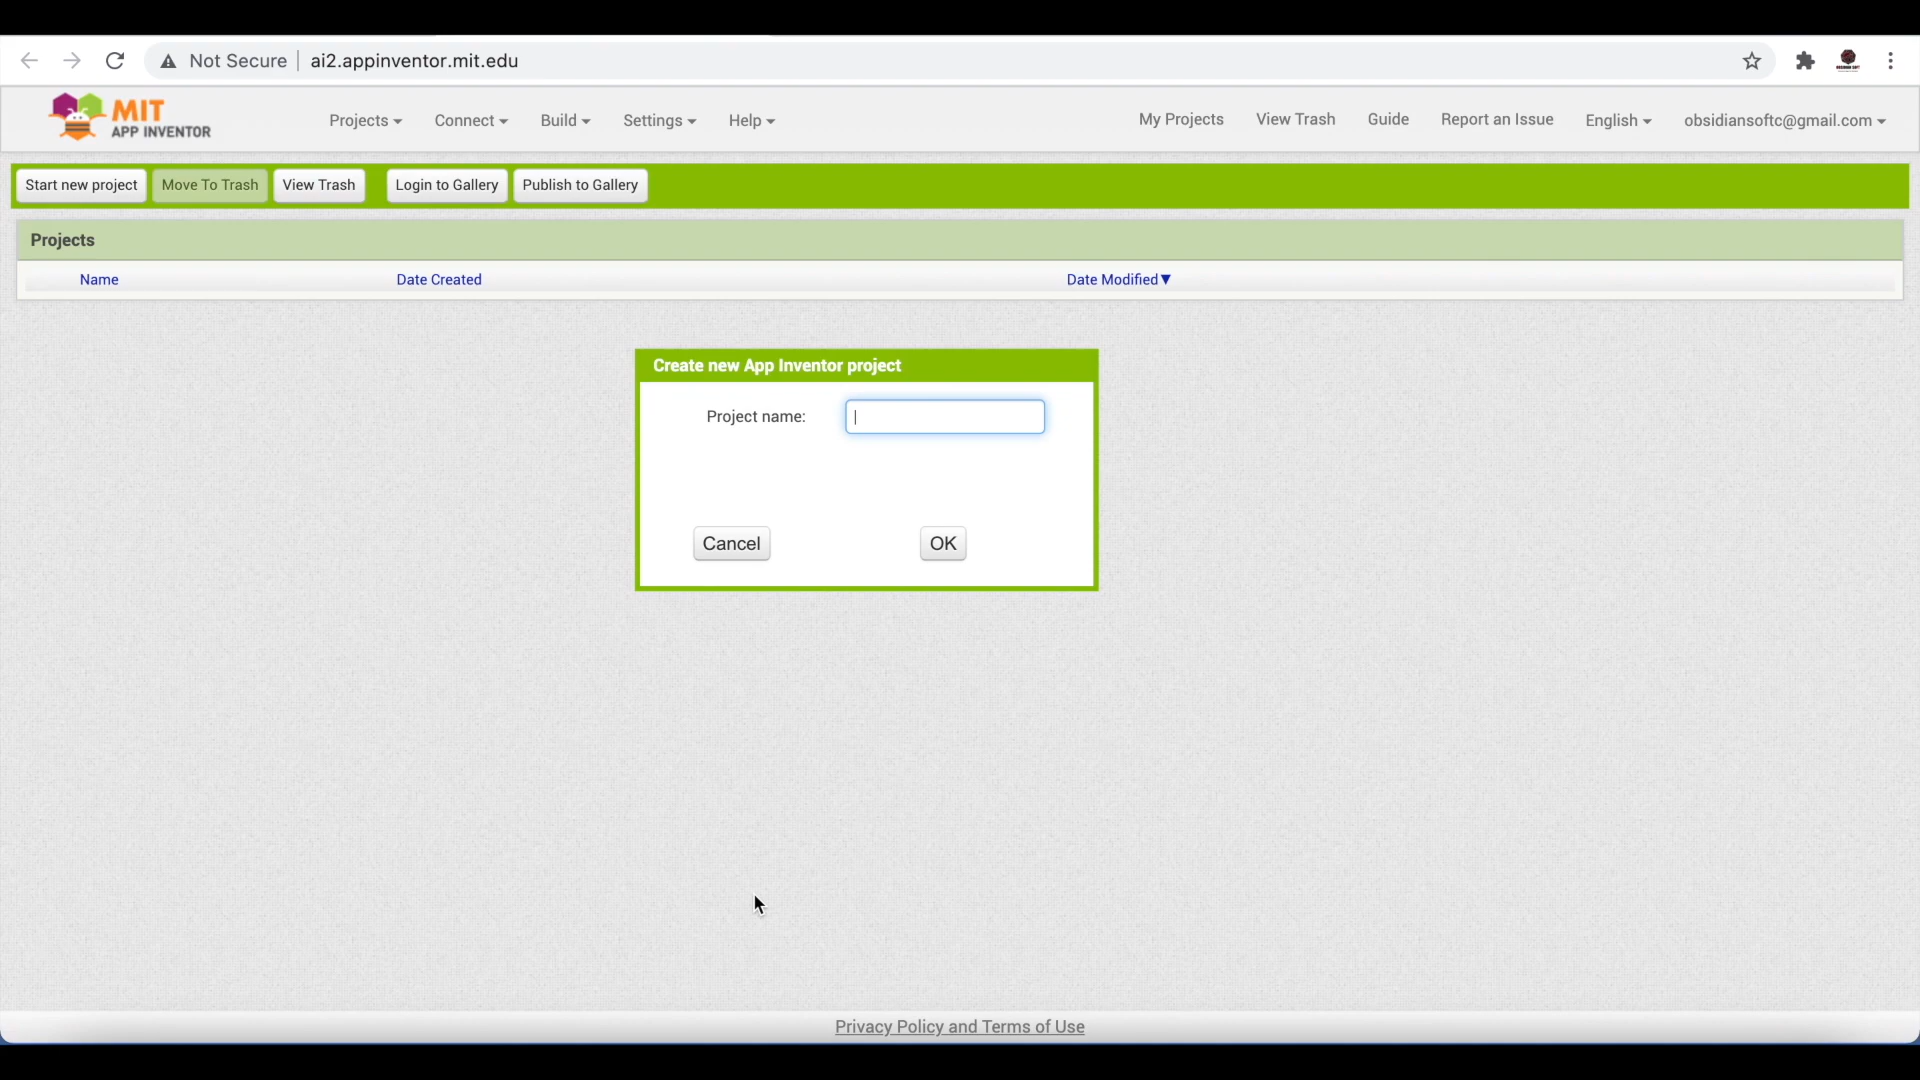 Not Secure | ai2.appinventor.mit.edu
MIT
APP INVENTOR
Projects Connect Build Settings Help My Projects View Trash Guide Report an Issue English obsidiansoftc@gmail.com
Start new project Move To Trash View Trash Login to Gallery Publish to Gallery
Projects
Name Date Created Date Modified▼
Create new App Inventor project
Project name:
Cancel OK
Privacy Policy and Terms of Use